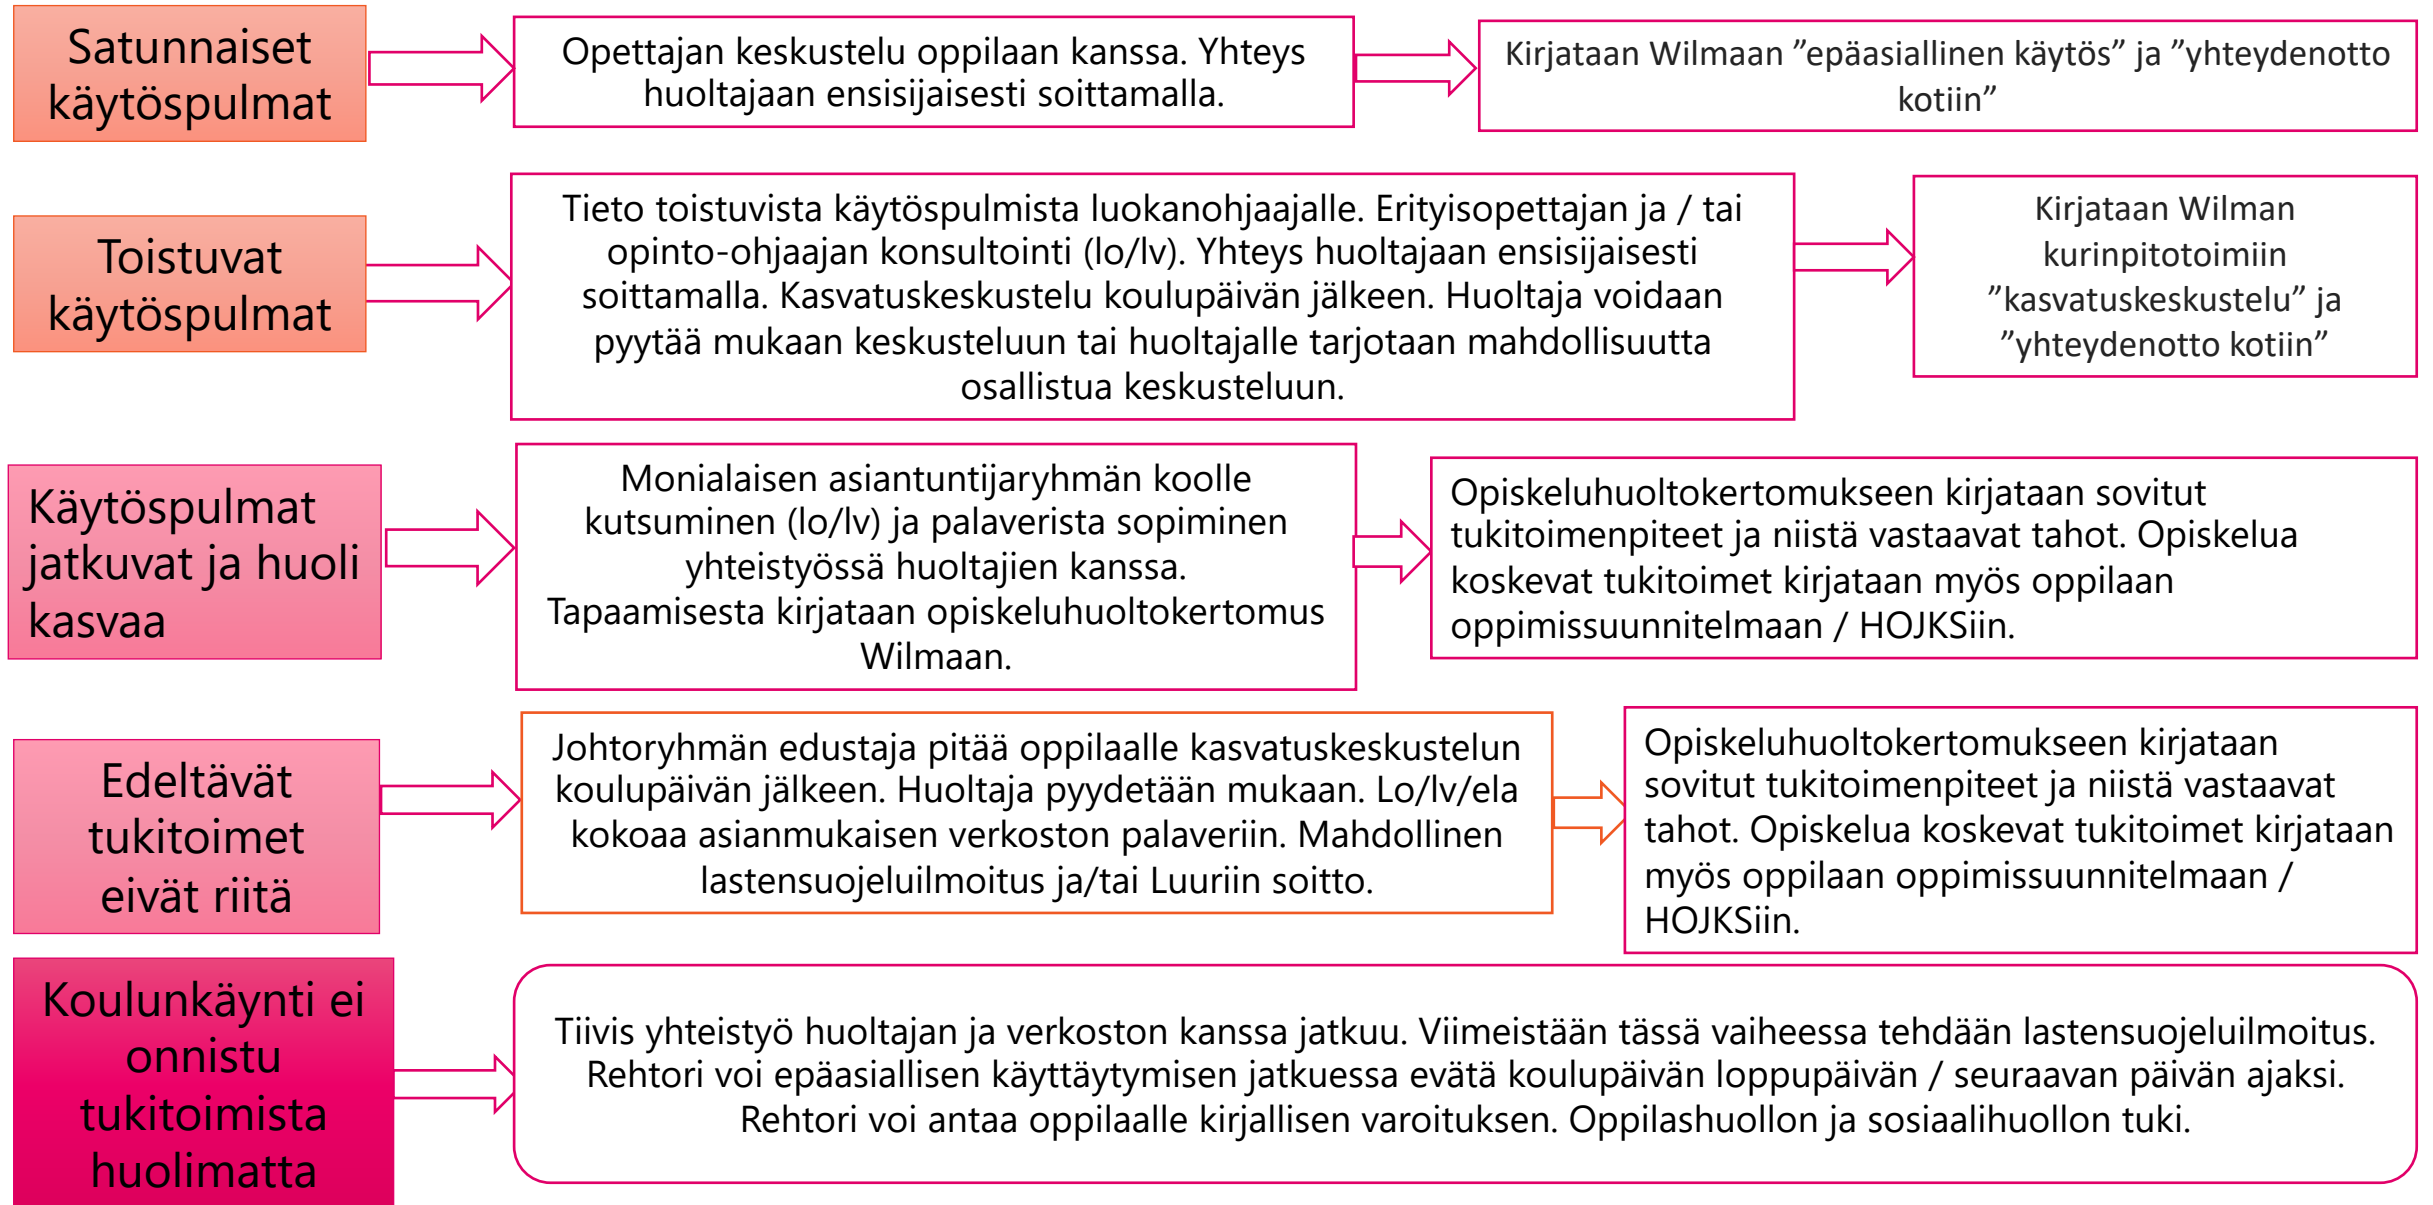 Satunnaiset
käytöspulmat
Opettajan keskustelu oppilaan kanssa. Yhteys
huoltajaan ensisijaisesti soittamalla.
Kirjataan Wilmaan ”epäasiallinen käytös” ja ”yhteydenotto
kotiin”
Toistuvat
käytöspulmat
Tieto toistuvista käytöspulmista luokanohjaajalle. Erityisopettajan ja / tai
opinto-ohjaajan konsultointi (lo/lv). Yhteys huoltajaan ensisijaisesti
soittamalla. Kasvatuskeskustelu koulupäivän jälkeen. Huoltaja voidaan
pyytää mukaan keskusteluun tai huoltajalle tarjotaan mahdollisuutta
osallistua keskusteluun.
Kirjataan Wilman
kurinpitotoimiin
”kasvatuskeskustelu” ja
”yhteydenotto kotiin”
Käytöspulmat
jatkuvat ja huoli
kasvaa
Monialaisen asiantuntijaryhmän koolle
kutsuminen (lo/lv) ja palaverista sopiminen
yhteistyössä huoltajien kanssa.
Tapaamisesta kirjataan opiskeluhuoltokertomus
Wilmaan.
Opiskeluhuoltokertomukseen kirjataan sovitut
tukitoimenpiteet ja niistä vastaavat tahot. Opiskelua
koskevat tukitoimet kirjataan myös oppilaan
oppimissuunnitelmaan / HOJKSiin.
Edeltävät
tukitoimet
eivät riitä
Johtoryhmän edustaja pitää oppilaalle kasvatuskeskustelun
koulupäivän jälkeen. Huoltaja pyydetään mukaan. Lo/lv/ela
kokoaa asianmukaisen verkoston palaveriin. Mahdollinen
lastensuojeluilmoitus ja/tai Luuriin soitto.
Opiskeluhuoltokertomukseen kirjataan
sovitut tukitoimenpiteet ja niistä vastaavat
tahot. Opiskelua koskevat tukitoimet kirjataan
myös oppilaan oppimissuunnitelmaan /
HOJKSiin.
Koulunkäynti ei
onnistu
tukitoimista
huolimatta
Tiivis yhteistyö huoltajan ja verkoston kanssa jatkuu. Viimeistään tässä vaiheessa tehdään lastensuojeluilmoitus.
Rehtori voi epäasiallisen käyttäytymisen jatkuessa evätä koulupäivän loppupäivän / seuraavan päivän ajaksi.
Rehtori voi antaa oppilaalle kirjallisen varoituksen. Oppilashuollon ja sosiaalihuollon tuki.